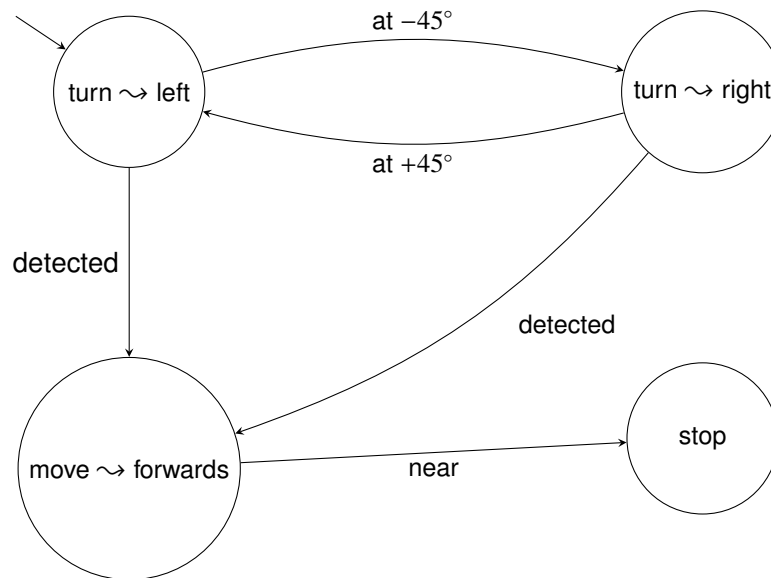 at −45°
turn ⤳ left
turn ⤳ right
at +45°
detected
detected
move ⤳ forwards
near
stop